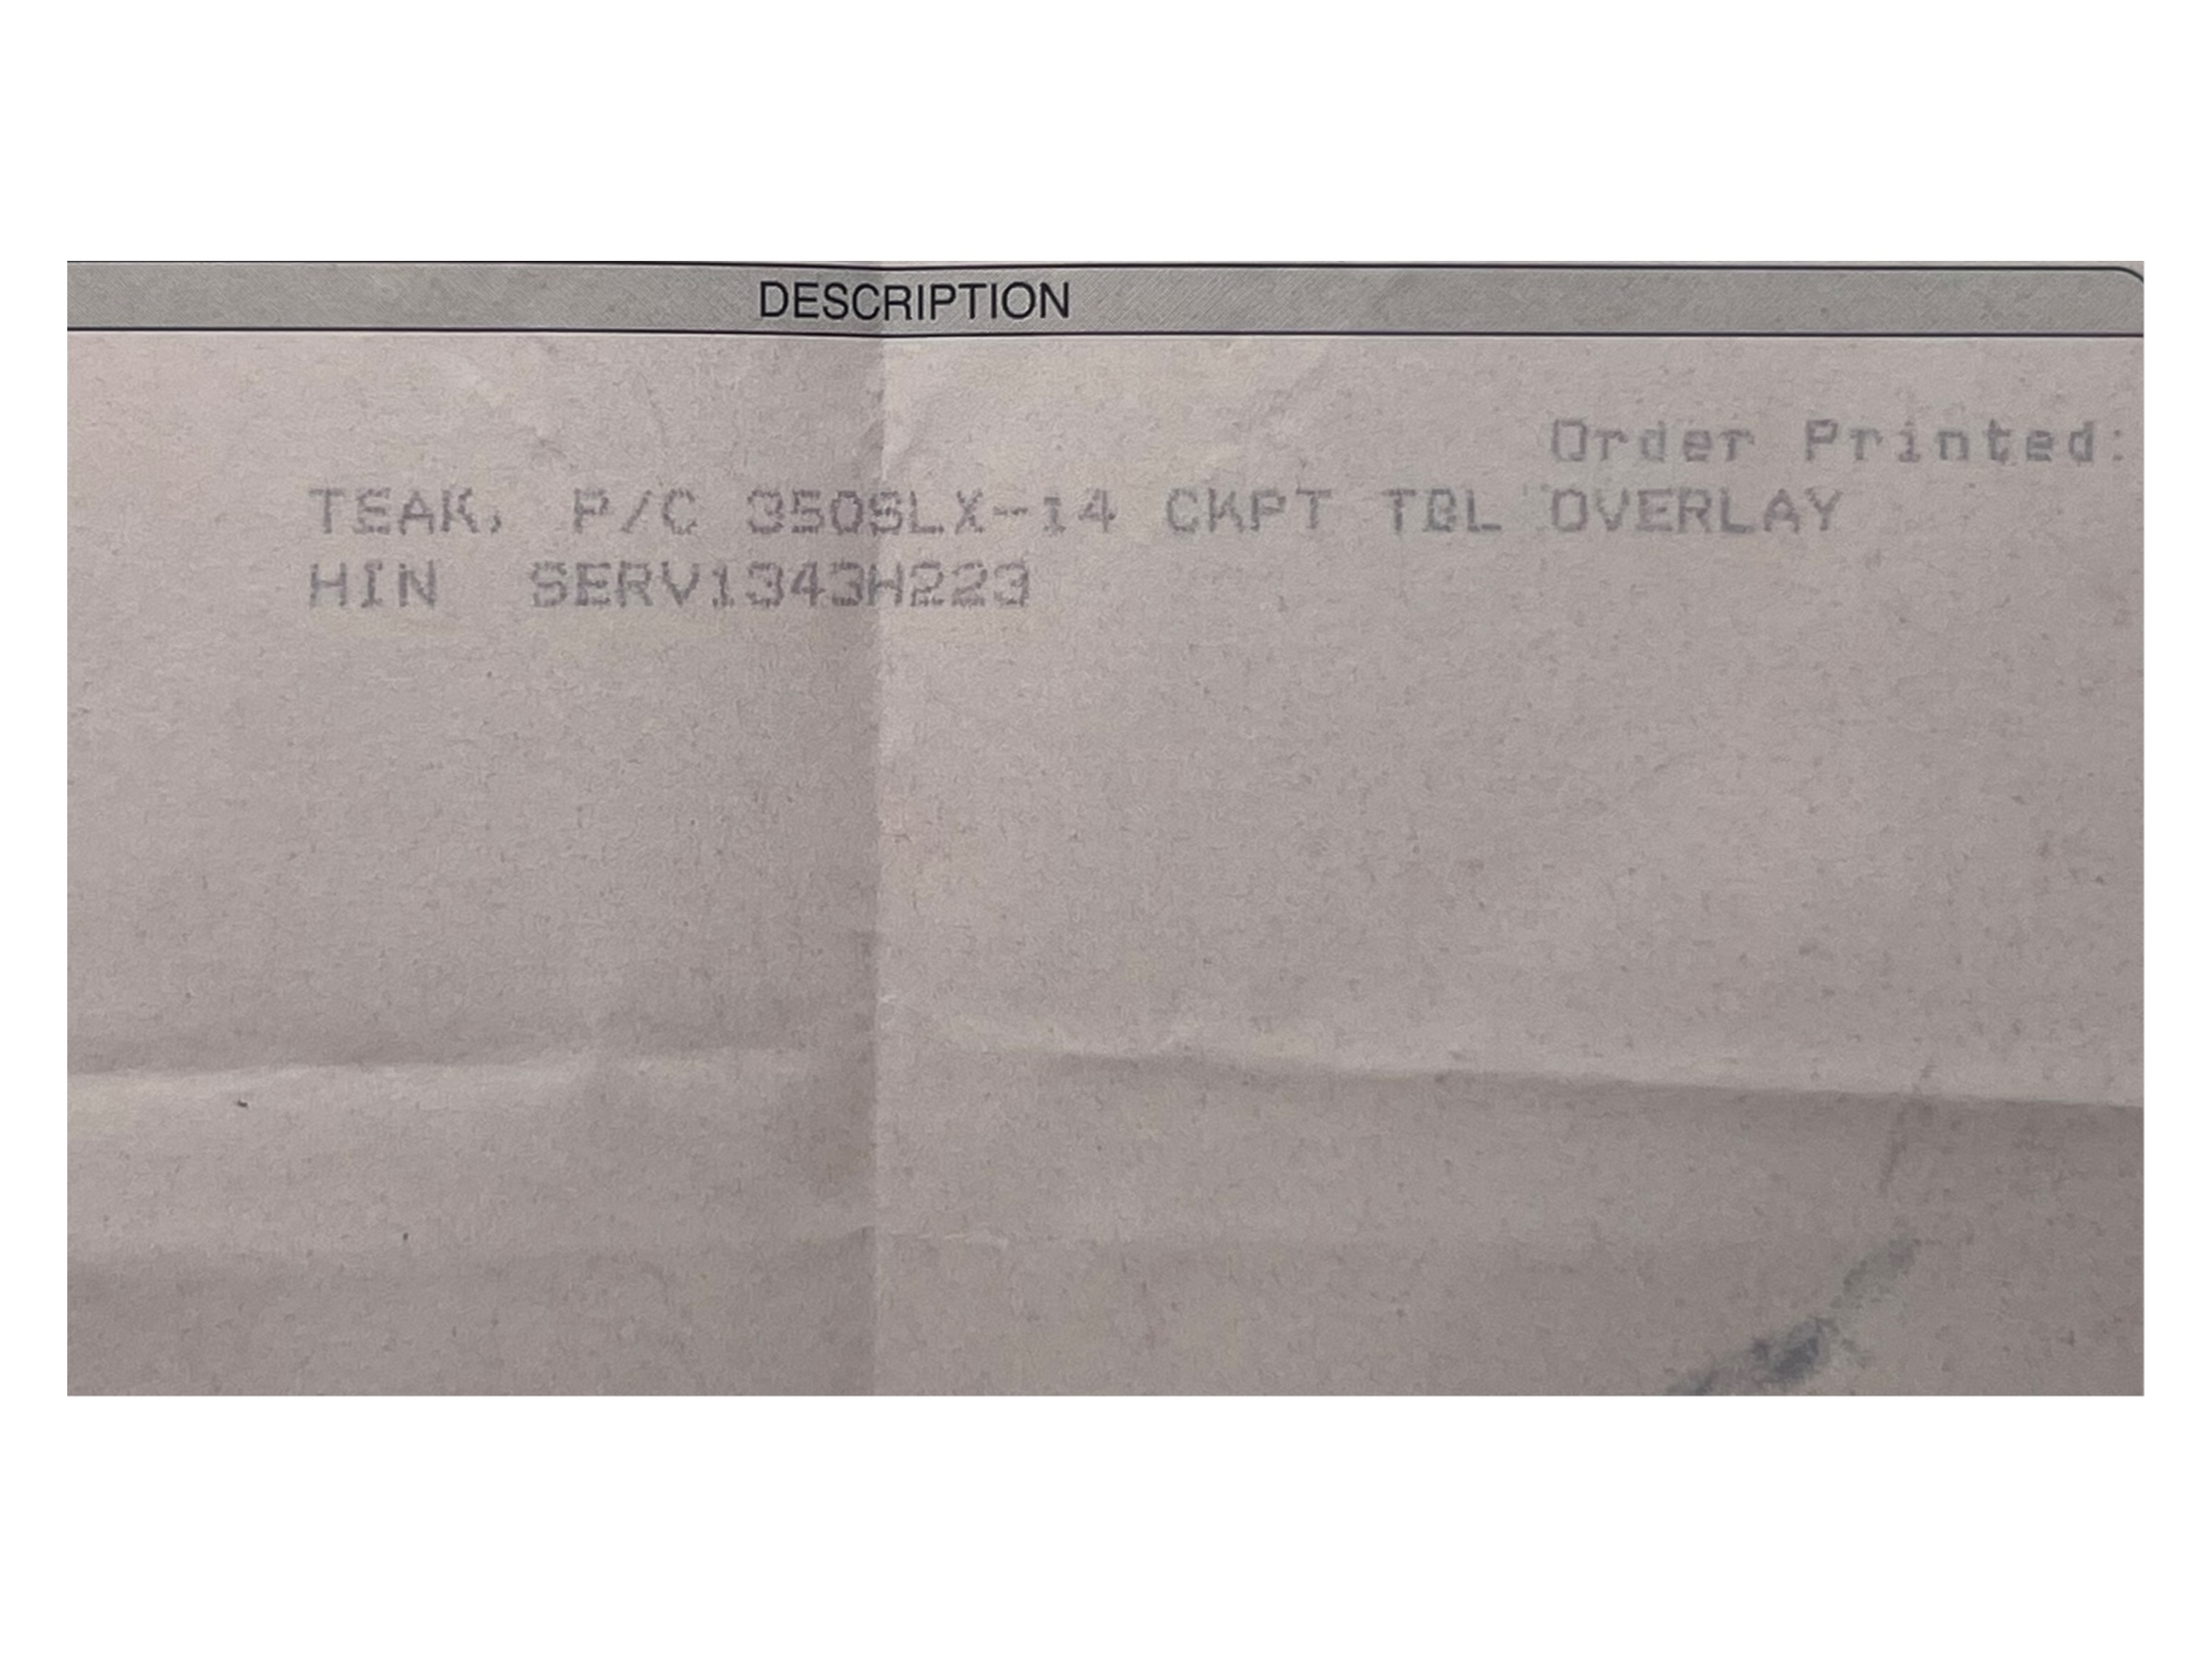 DESCRIPTION
Order Printed:
TEAK, P/C 350SLX-14 CKPT TBL OVERLAY
HIN SERV1343H223